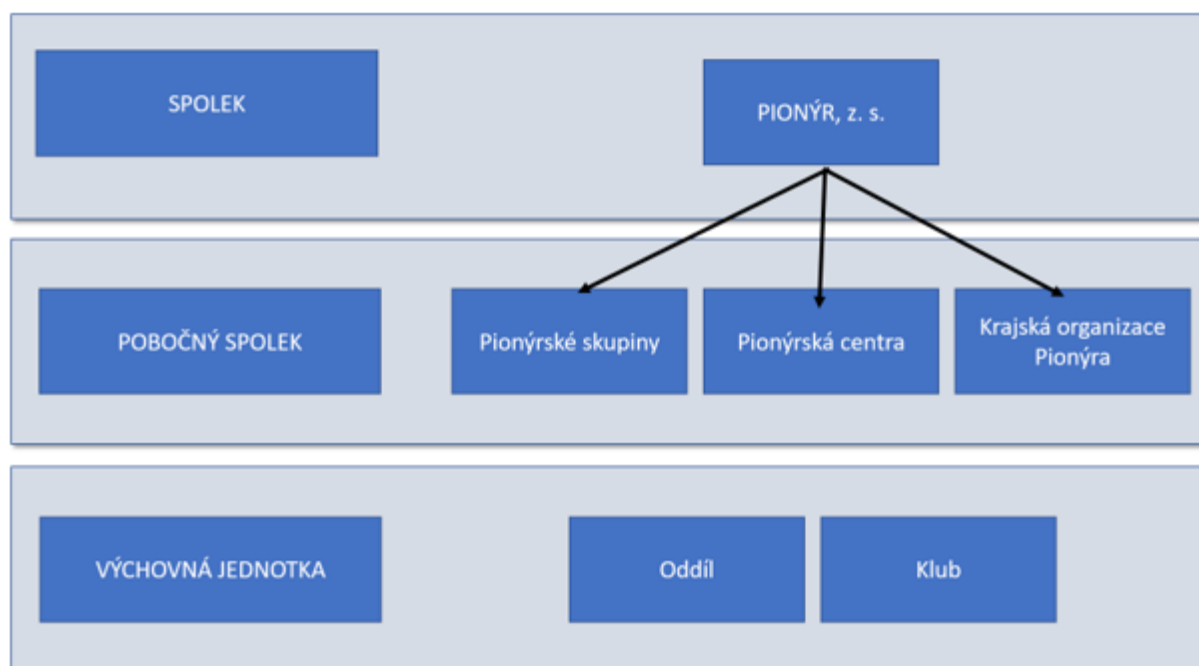 SPOLEK
PIONÝR, z. s.
POBOČNÝ SPOLEK
Pionýrské skupiny
Pionýrská centra
Krajská organizace
Pionýra
VÝCHOVNÁ JEDNOTKA
Oddíl
Klub